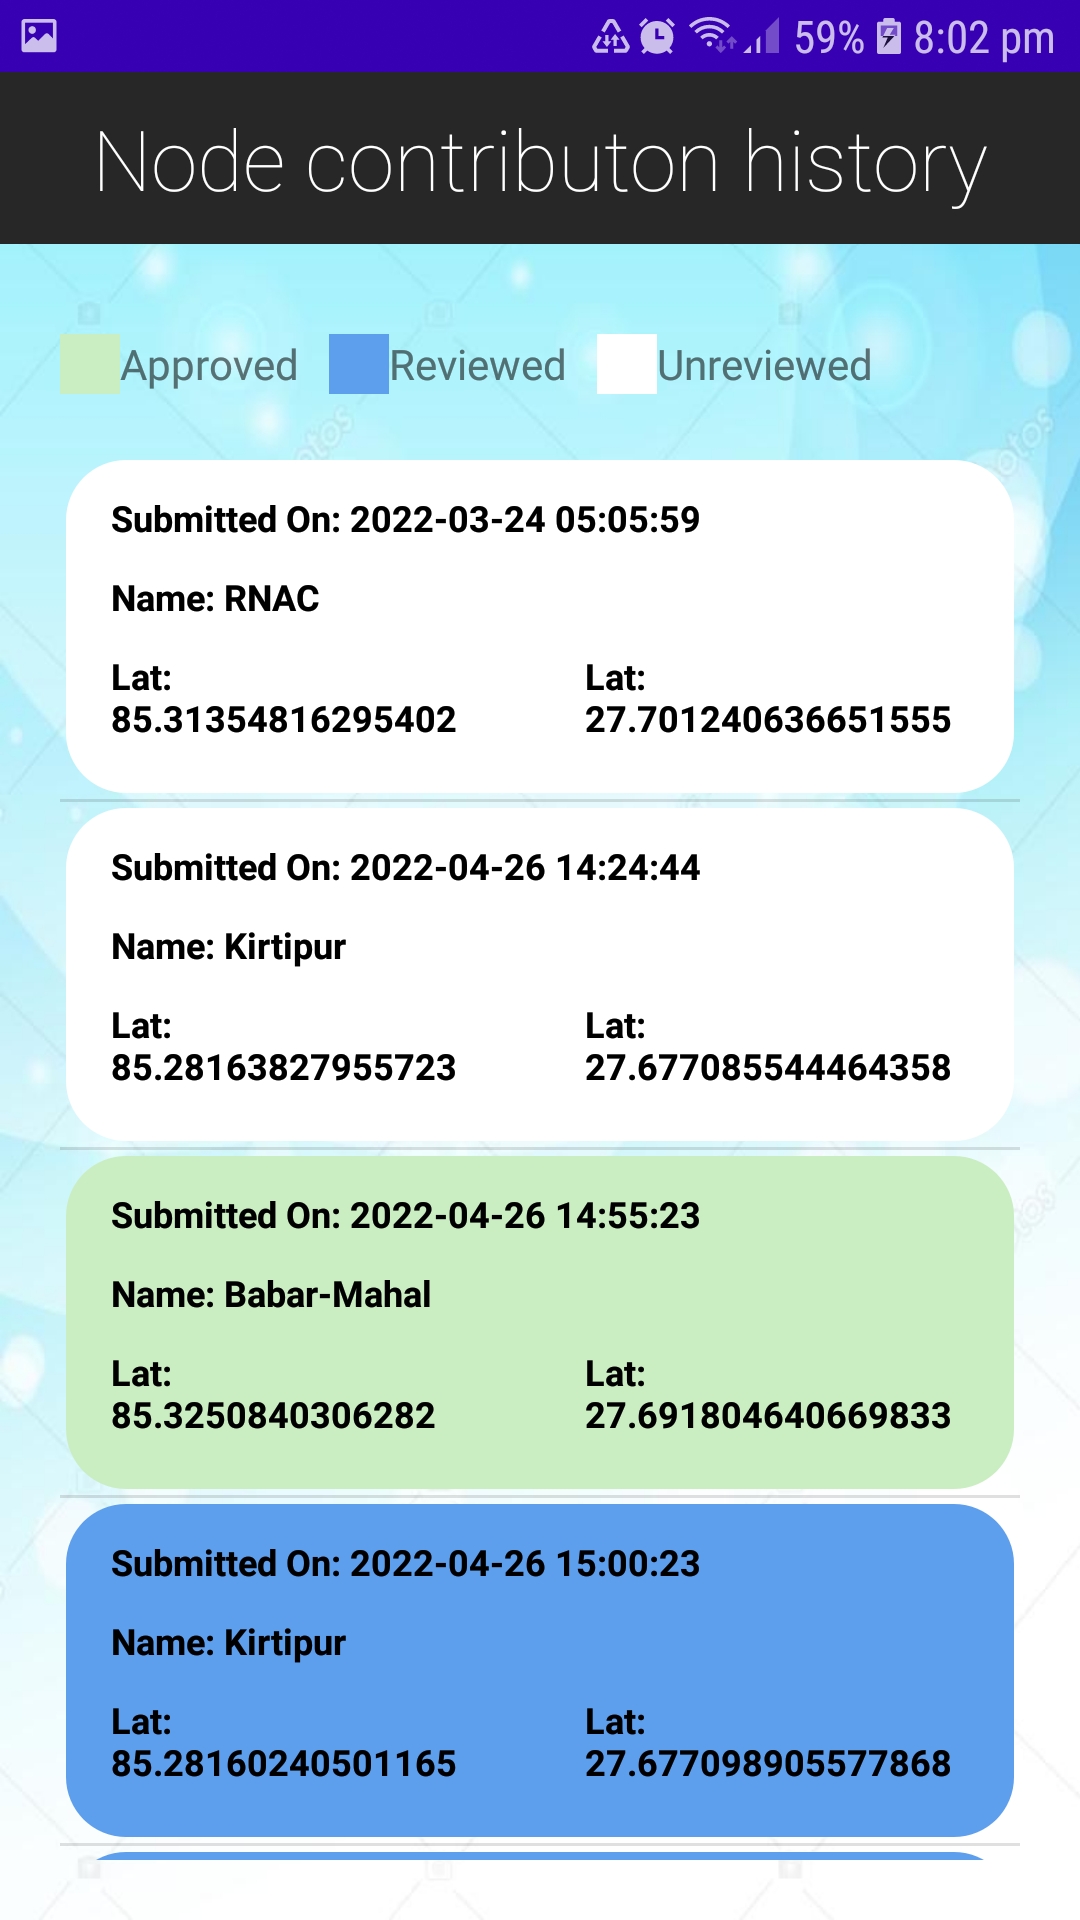 59% 8:02 pm
Node contributon history
Approved Reviewed Unreviewed
Submitted On: 2022-03-24 05:05:59
Name: RNAC
Lat: Lat:
85.31354816295402 27.701240636651555
Submitted On: 2022-04-26 14:24:44
Name: Kirtipur
Lat: Lat:
85.28163827955723 27.677085544464358
Submitted On: 2022-04-26 14:55:23
Name: Babar-Mahal
Lat: Lat:
85.3250840306282 27.691804640669833
Submitted On: 2022-04-26 15:00:23
Name: Kirtipur
Lat: Lat:
85.28160240501165 27.677098905577868